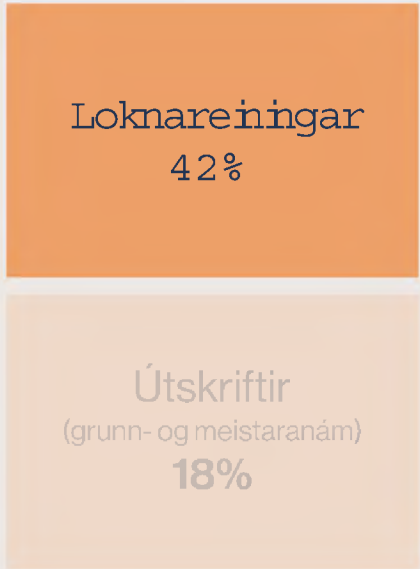 Loknareiningar
42%
Útskriftir
(grunn- og meistaranám)
18%